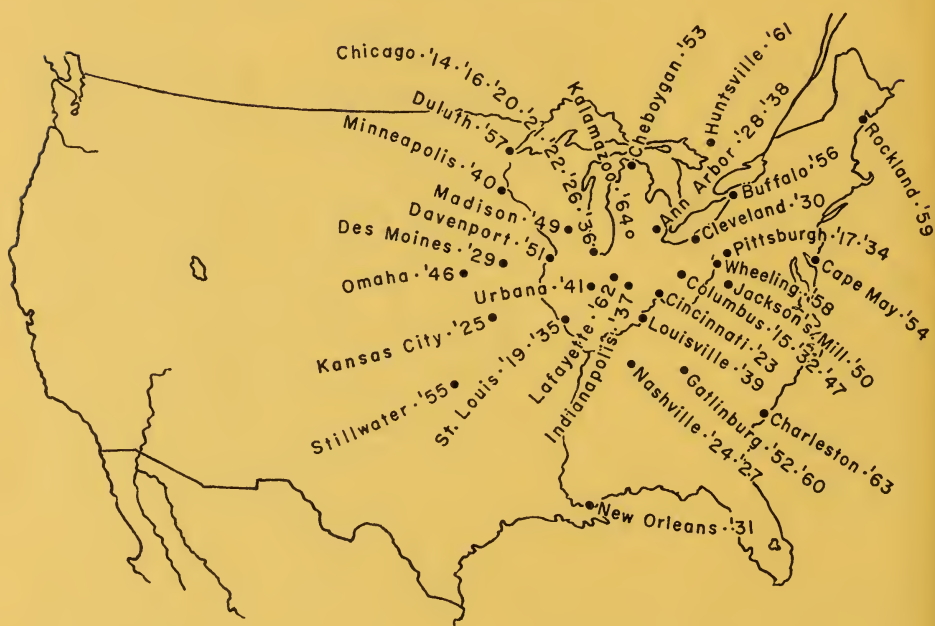 Chicago·'14·'16·'20·'21·'22·'26·'36
Duluth·'57
Minneapolis·'40
Madison·'49
Davenport·'51
Des Moines·'29
Omaha·'46
Urbana·'41
Kansas City·'25
St. Louis·'19·'35
Stillwater·'55
Lafayette·'62
Indianapolis·'37
Kalamazoo·'64
Cheboygan·'53
Huntsville·'61
Ann Arbor·'28·'38
Buffalo·'56
Cleveland·'30
Rockland·'59
Pittsburgh·'17·'34
Wheeling·'58
Cape May·'54
Jackson's Mill·'50
Columbus·'15·'32·'47
Cincinnati·'23
Louisville·'39
Gatlinburg·'52·'60
Nashville·'24·'27
Charleston·'63
New Orleans·'31